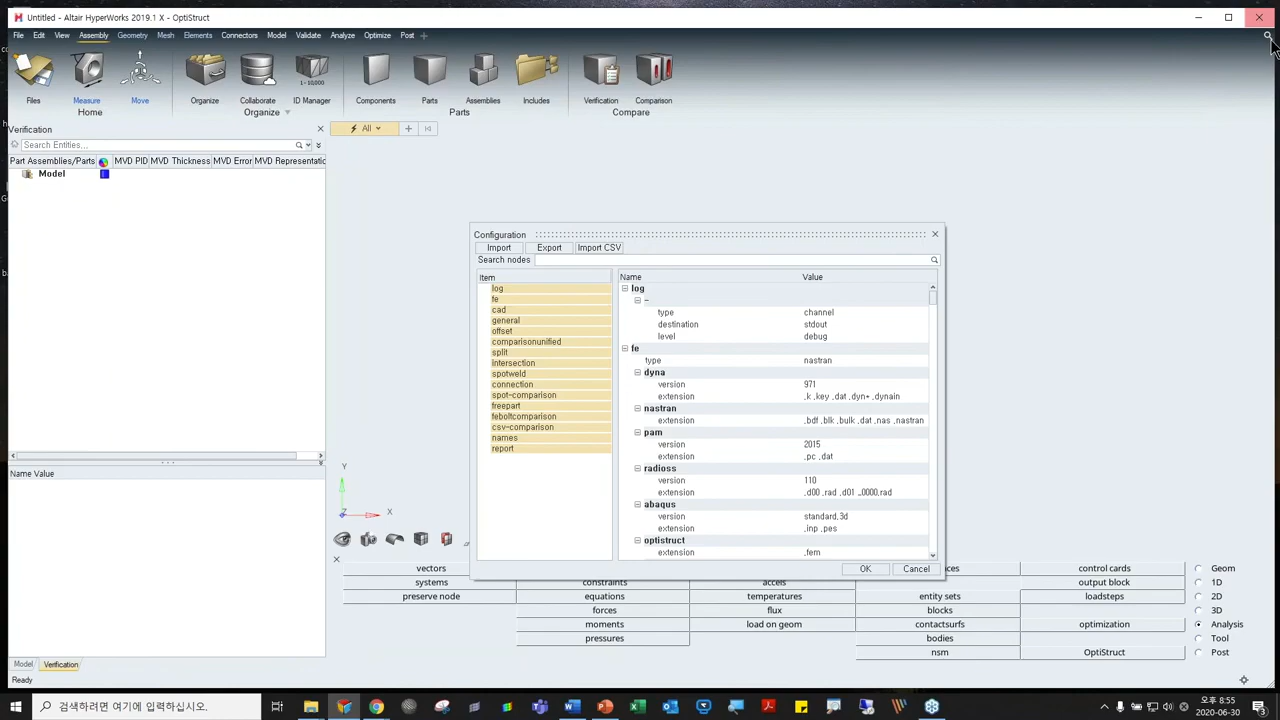 Untitled - Altair HyperWorks 2019.1 X - OptiStruct
File Edit View Assembly Geometry Mesh Elements Connectors Model Validate Analyze Optimize Post
Files Measure Move Organize Collaborate ID Manager Components Parts Assemblies Includes Verification Comparison
1-10,000
Home Organize Parts Compare
Verification
All
Search Entities...
Part Assemblies/Parts MVD PID MVD Thickness MVD Error MVD Representatic
Model
Configuration
Import Export Import CSV
Search nodes
Item
log
fe
cad
general
offset
comparisonunified
split
intersection
spotweld
connection
spot-comparison
freepart
feboltcomparison
csv-comparison
names
report
Name Value
log
-
type channel
destination stdout
level debug
fe
type nastran
dyna
version 971
extension .k .key .dat .dyn+ .dynain
nastran
extension .bdf .blk .bulk .dat .nas .nastran
pam
version 2015
extension .pc .dat
radioss
version 110
extension .d00 .rad .d01 _0000.rad
abaqus
version standard.3d
extension .inp .pes
optistruct
extension .fem
OK Cancel
Name Value
Y
Z X
vectors control cards Geom
systems constraints accels output block 1D
preserve node equations temperatures entity sets loadsteps 2D
forces flux blocks 3D
moments load on geom contactsurfs optimization Analysis
pressures bodies Tool
nsm OptiStruct Post
Model Verification
Ready
검색하려면 여기에 입력하십시오.
오후 8:55
2020-06-30
3